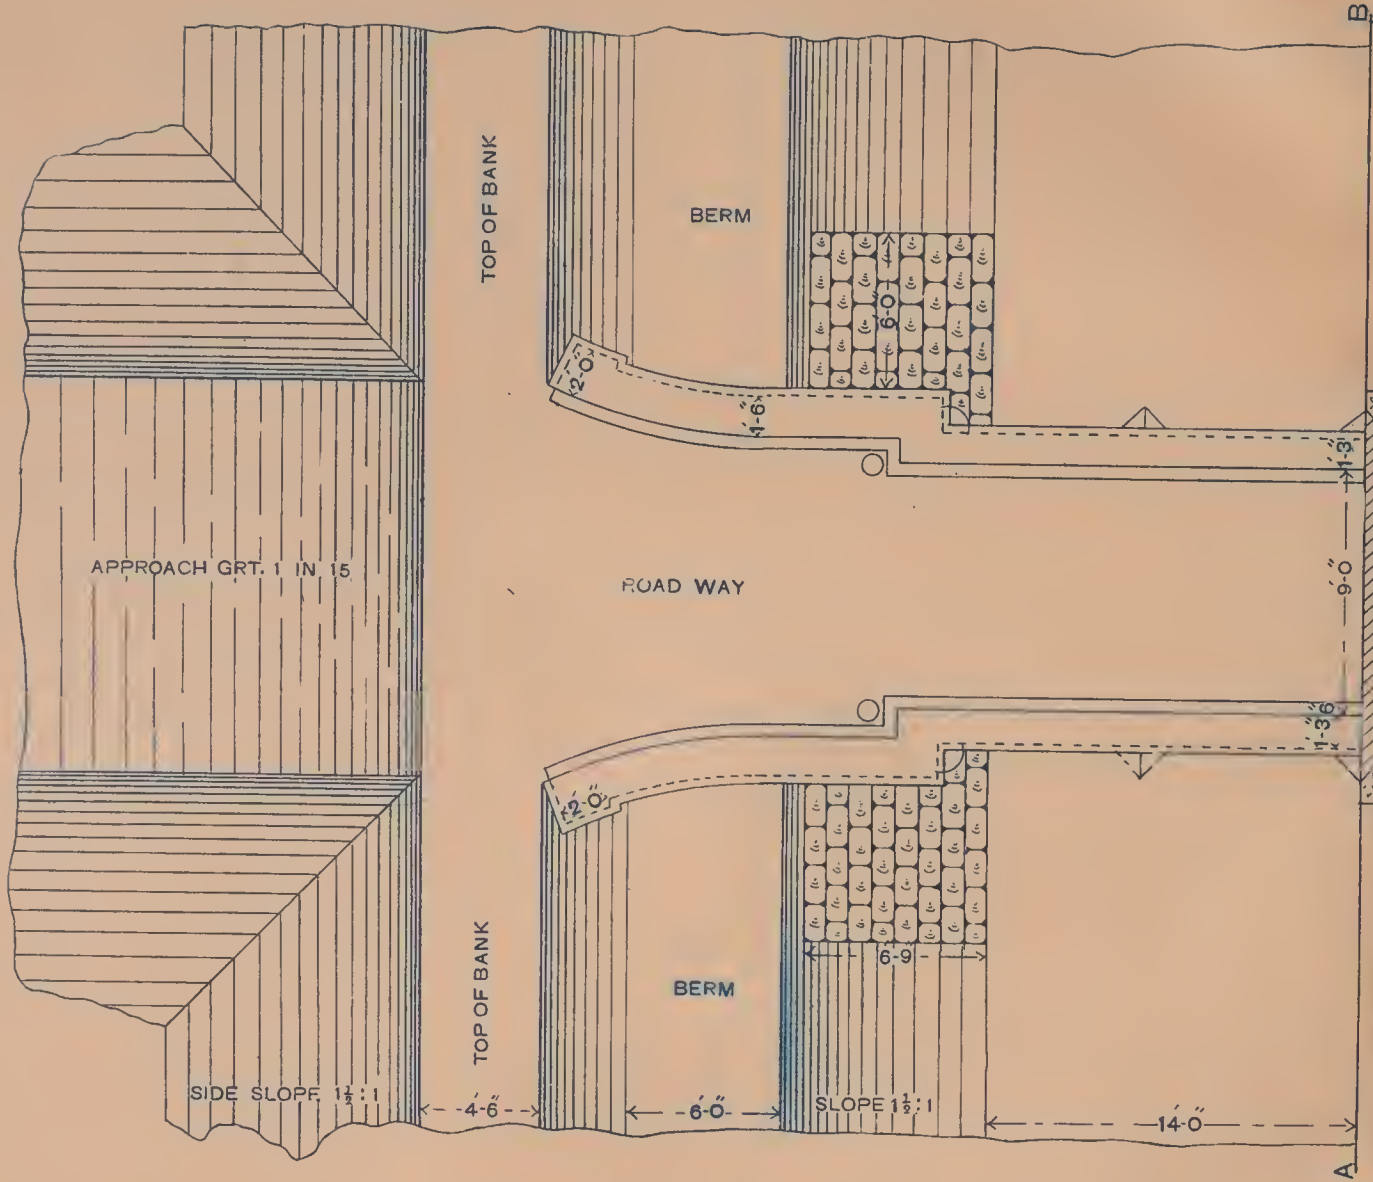 B
TOP OF BANK
BERM
6'-0"
2'-0"
1'-6"
1'-3"
APPROACH GRT. 1 IN 15
ROAD WAY
9'-0"
1'-3"
6
2'-0"
TOP OF BANK
6-9"
BERM
SIDE SLOPE 1½:1
4'-6"
6'-0"
SLOPE 1½:1
14'-0"
A